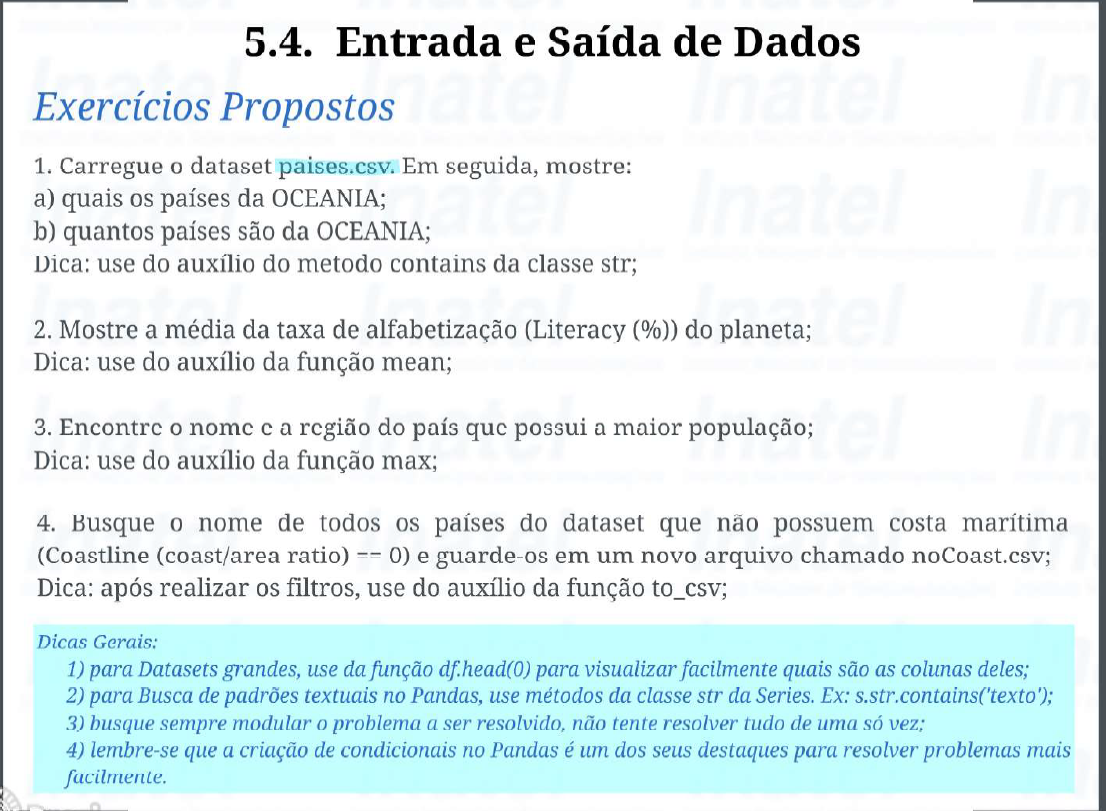 5.4. Entrada e Saída de Dados
Exercícios Propostos
1. Carregue o dataset paises.csv. Em seguida, mostre:
a) quais os países da OCEANIA;
b) quantos países são da OCEANIA;
Dica: use do auxílio do metodo contains da classe str;
2. Mostre a média da taxa de alfabetização (Literacy (%)) do planeta;
Dica: use do auxílio da função mean;
3. Encontre o nome e a região do país que possui a maior população;
Dica: use do auxílio da função max;
4. Busque o nome de todos os países do dataset que não possuem costa marítima
(Coastline (coast/area ratio) == 0) e guarde-os em um novo arquivo chamado noCoast.csv;
Dica: após realizar os filtros, use do auxílio da função to_csv;
Dicas Gerais:
1) para Datasets grandes, use da função df.head(0) para visualizar facilmente quais são as colunas deles;
2) para Busca de padrões textuais no Pandas, use métodos da classe str da Series. Ex: s.str.contains('texto');
3) busque sempre modular o problema a ser resolvido, não tente resolver tudo de uma só vez;
4) lembre-se que a criação de condicionais no Pandas é um dos seus destaques para resolver problemas mais
facilmente.